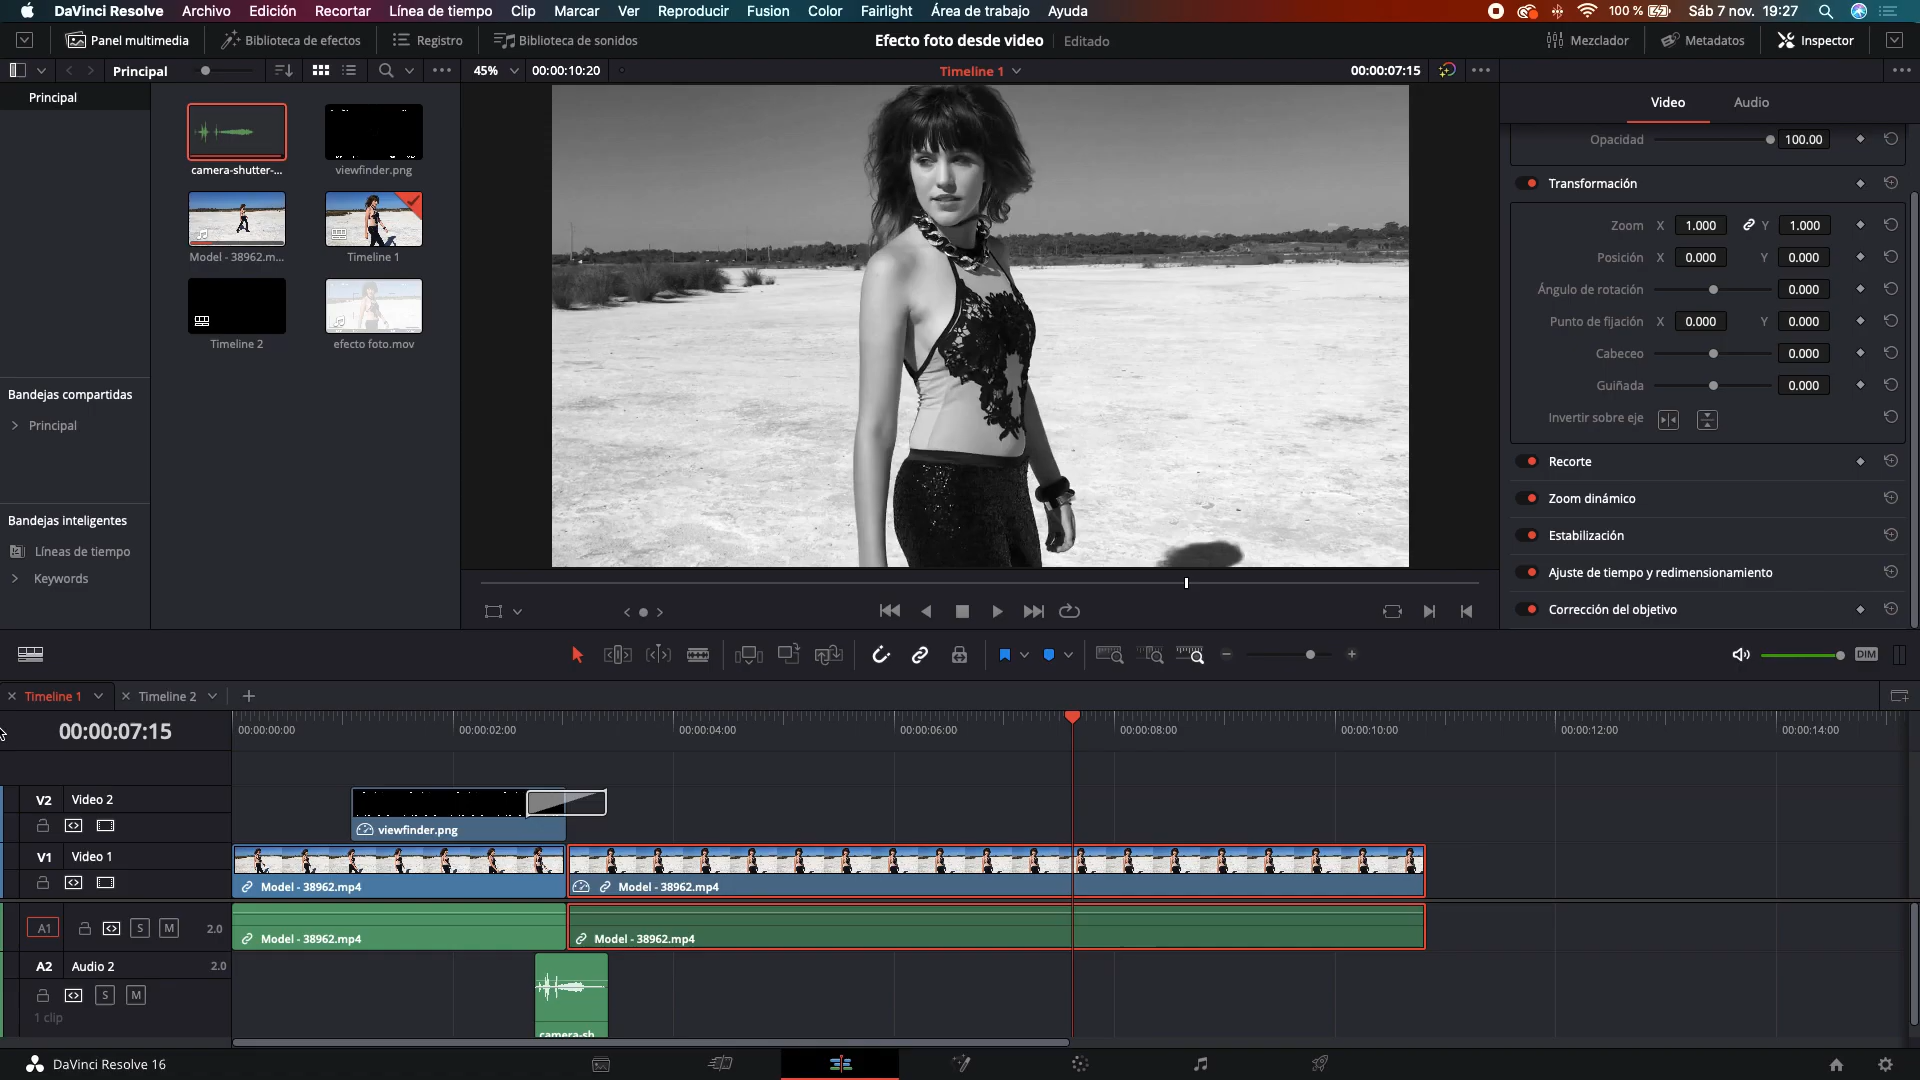 DaVinci Resolve Archivo Edición Recortar Línea de tiempo Clip Marcar Ver Reproducir Fusion Color Fairlight Área de trabajo Ayuda 100 % Sáb 7 nov. 19:27
Panel multimedia Biblioteca de efectos Registro Biblioteca de sonidos Efecto foto desde video Editado Mezclador Metadatos Inspector
Principal 45% 00:00:10:20 Timeline 1 00:00:07:15
Principal
Video Audio
camera-shutter-...
viewfinder.png
Model - 38962.m...
Timeline 1
Timeline 2
efecto foto.mov
Bandejas compartidas
Principal
Bandejas inteligentes
Líneas de tiempo
Keywords
Opacidad 100.00
Transformación
Zoom X 1.000 Y 1.000
Posición X 0.000 Y 0.000
Ángulo de rotación 0.000
Punto de fijación X 0.000 Y 0.000
Cabeceo 0.000
Guiñada 0.000
Invertir sobre eje
Recorte
Zoom dinámico
Estabilización
Ajuste de tiempo y redimensionamiento
Corrección del objetivo
DIM
Timeline 1 Timeline 2
00:00:07:15 00:00:00:00 00:00:02:00 00:00:04:00 00:00:06:00 00:00:08:00 00:00:10:00 00:00:12:00 00:00:14:00
V2 Video 2
viewfinder.png
V1 Video 1
Model - 38962.mp4 Model - 38962.mp4
A1 S M 2.0
Model - 38962.mp4 Model - 38962.mp4
A2 Audio 2 2.0
S M
1 clip
camera-sh
DaVinci Resolve 16